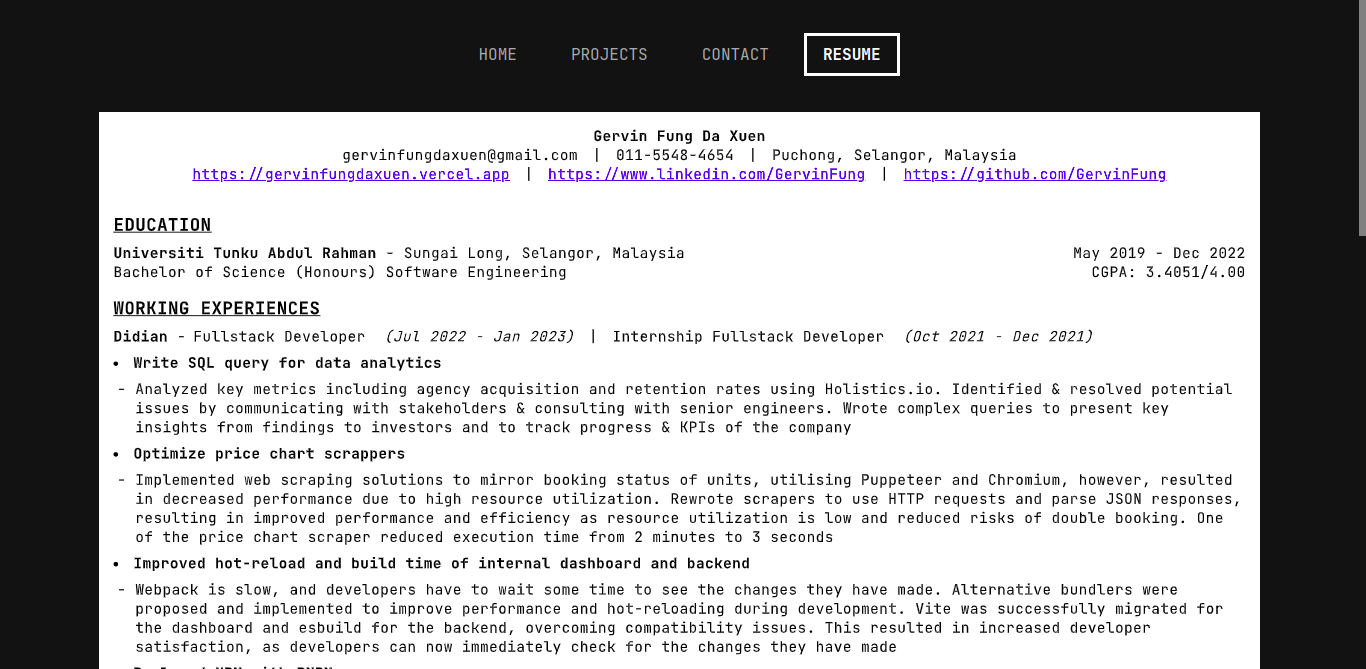 HOME PROJECTS CONTACT RESUME
Gervin Fung Da Xuen
gervinfungdaxuen@gmail.com | 011-5548-4654 | Puchong, Selangor, Malaysia
https://gervinfungdaxuen.vercel.app | https://www.linkedin.com/GervinFung | https://github.com/GervinFung
EDUCATION
Universiti Tunku Abdul Rahman - Sungai Long, Selangor, Malaysia May 2019 - Dec 2022
Bachelor of Science (Honours) Software Engineering CGPA: 3.4051/4.00
WORKING EXPERIENCES
Didian - Fullstack Developer (Jul 2022 - Jan 2023) | Internship Fullstack Developer (Oct 2021 - Dec 2021)
• Write SQL query for data analytics
- Analyzed key metrics including agency acquisition and retention rates using Holistics.io. Identified & resolved potential
issues by communicating with stakeholders & consulting with senior engineers. Wrote complex queries to present key
insights from findings to investors and to track progress & KPIs of the company
• Optimize price chart scrappers
- Implemented web scraping solutions to mirror booking status of units, utilising Puppeteer and Chromium, however, resulted
in decreased performance due to high resource utilization. Rewrote scrapers to use HTTP requests and parse JSON responses,
resulting in improved performance and efficiency as resource utilization is low and reduced risks of double booking. One
of the price chart scraper reduced execution time from 2 minutes to 3 seconds
• Improved hot-reload and build time of internal dashboard and backend
- Webpack is slow, and developers have to wait some time to see the changes they have made. Alternative bundlers were
proposed and implemented to improve performance and hot-reloading during development. Vite was successfully migrated for
the dashboard and esbuild for the backend, overcoming compatibility issues. This resulted in increased developer
satisfaction, as developers can now immediately check for the changes they have made